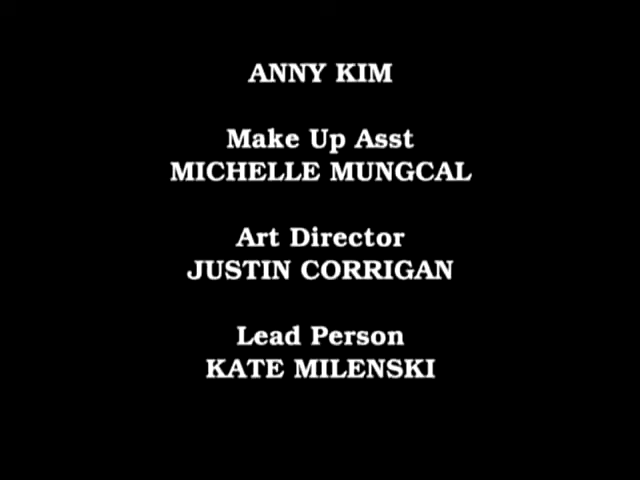 ANNY KIM
Make Up Asst
MICHELLE MUNGCAL
Art Director
JUSTIN CORRIGAN
Lead Person
KATE MILENSKI